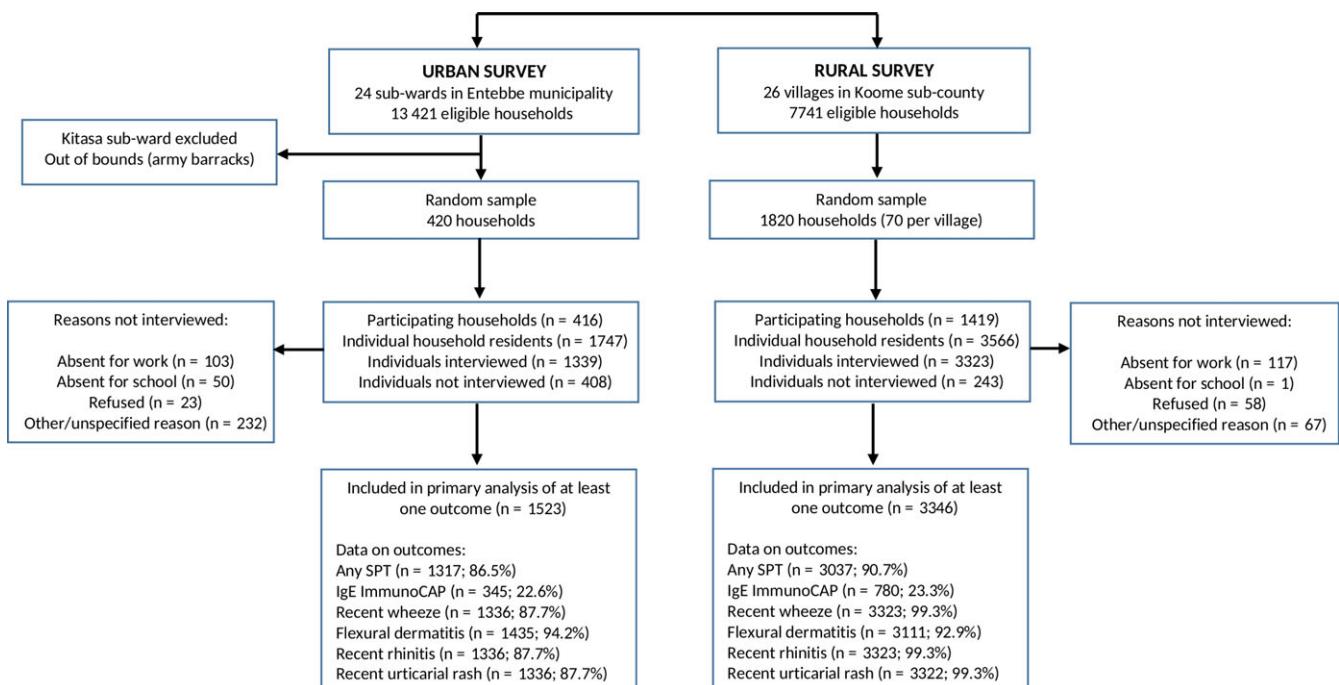 URBAN SURVEY
24 sub-wards in Entebbe municipality
13 421 eligible households
RURAL SURVEY
26 villages in Koome sub-county
7741 eligible households
Kitasa sub-ward excluded
Out of bounds (army barracks)
Random sample
420 households
Random sample
1820 households (70 per village)
Reasons not interviewed:
Absent for work (n = 103)
Absent for school (n = 50)
Refused (n = 23)
Other/unspecified reason (n = 232)
Participating households (n = 416)
Individual household residents (n = 1747)
Individuals interviewed (n = 1339)
Individuals not interviewed (n = 408)
Participating households (n = 1419)
Individual household residents (n = 3566)
Individuals interviewed (n = 3323)
Individuals not interviewed (n = 243)
Reasons not interviewed:
Absent for work (n = 117)
Absent for school (n = 1)
Refused (n = 58)
Other/unspecified reason (n = 67)
Included in primary analysis of at least
one outcome (n = 1523)
Data on outcomes:
Any SPT (n = 1317; 86.5%)
IgE ImmunoCAP (n = 345; 22.6%)
Recent wheeze (n = 1336; 87.7%)
Flexural dermatitis (n = 1435; 94.2%)
Recent rhinitis (n = 1336; 87.7%)
Recent urticarial rash (n = 1336; 87.7%)
Included in primary analysis of at least
one outcome (n = 3346)
Data on outcomes:
Any SPT (n = 3037; 90.7%)
IgE ImmunoCAP (n = 780; 23.3%)
Recent wheeze (n = 3323; 99.3%)
Flexural dermatitis (n = 3111; 92.9%)
Recent rhinitis (n = 3323; 99.3%)
Recent urticarial rash (n = 3322; 99.3%)